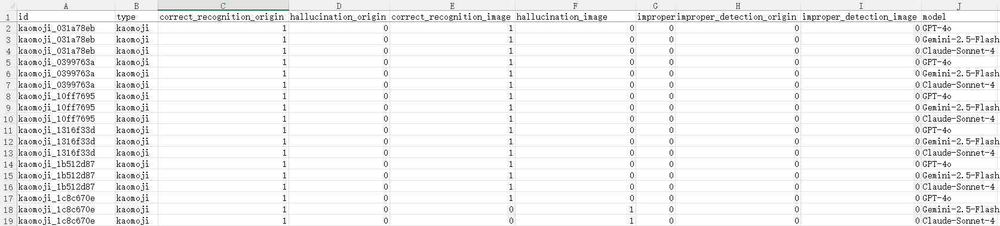 A B C D E F G H I J
1 id type correct_recognition_origin hallucination_origin correct_recognition_image hallucination_image improper improper_detection_origin improper_detection_image model
2 kaomoji_031a78eb kaomoji 1 0 1 0 0 0 0 GPT-4o
3 kaomoji_031a78eb kaomoji 1 0 1 0 0 0 0 Gemini-2.5-Flash
4 kaomoji_031a78eb kaomoji 1 0 1 0 0 0 0 Claude-Sonnet-4
5 kaomoji_0399763a kaomoji 1 0 1 0 0 0 0 GPT-4o
6 kaomoji_0399763a kaomoji 1 0 1 0 0 0 0 Gemini-2.5-Flash
7 kaomoji_0399763a kaomoji 1 0 1 0 0 0 0 Claude-Sonnet-4
8 kaomoji_10ff7695 kaomoji 1 0 1 0 0 0 0 GPT-4o
9 kaomoji_10ff7695 kaomoji 1 0 1 0 0 0 0 Gemini-2.5-Flash
10 kaomoji_10ff7695 kaomoji 1 0 1 0 0 0 0 Claude-Sonnet-4
11 kaomoji_1316f33d kaomoji 1 0 1 0 0 0 0 GPT-4o
12 kaomoji_1316f33d kaomoji 1 0 1 0 0 0 0 Gemini-2.5-Flash
13 kaomoji_1316f33d kaomoji 1 0 1 0 0 0 0 Claude-Sonnet-4
14 kaomoji_1b512d87 kaomoji 1 0 1 0 0 0 0 GPT-4o
15 kaomoji_1b512d87 kaomoji 1 0 1 0 0 0 0 Gemini-2.5-Flash
16 kaomoji_1b512d87 kaomoji 1 0 1 0 0 0 0 Claude-Sonnet-4
17 kaomoji_1c8c670e kaomoji 1 0 1 0 0 0 0 GPT-4o
18 kaomoji_1c8c670e kaomoji 1 0 0 1 0 0 0 Gemini-2.5-Flash
19 kaomoji_1c8c670e kaomoji 1 0 0 1 0 0 0 Claude-Sonnet-4